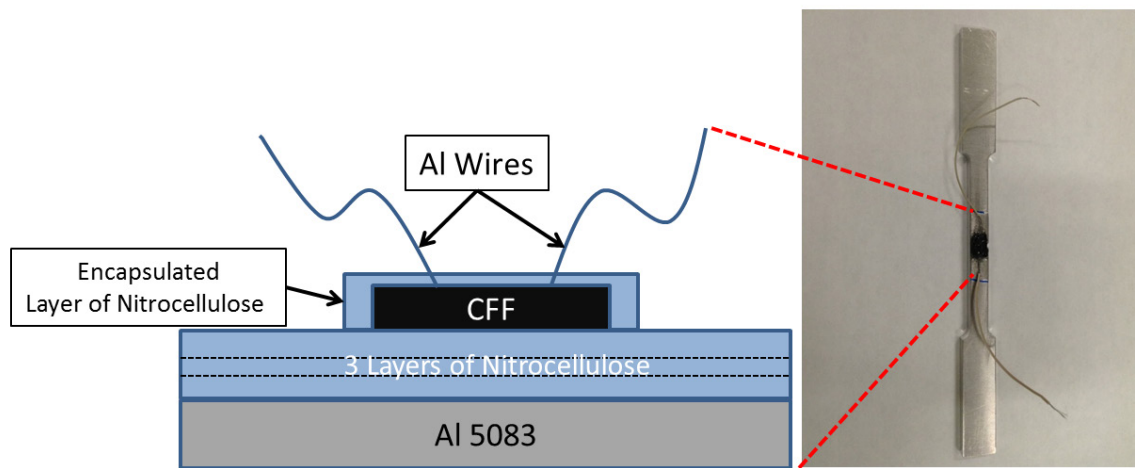 Al Wires
Encapsulated
Layer of Nitrocellulose
CFF
3 Layers of Nitrocellulose
Al 5083